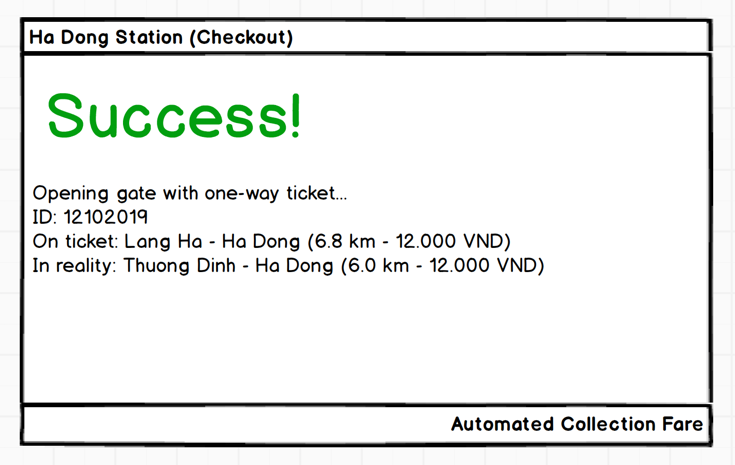 Ha Dong Station (Checkout)
Success!
Opening gate with one-way ticket...
ID: 12102019
On ticket: Lang Ha - Ha Dong (6.8 km - 12.000 VND)
In reality: Thuong Dinh - Ha Dong (6.0 km - 12.000 VND)
Automated Collection Fare